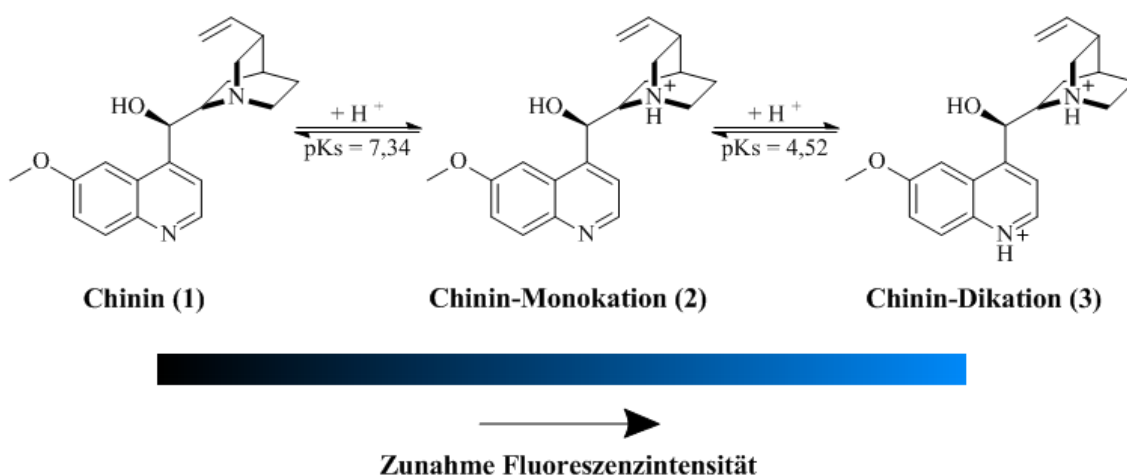 HO
N
O
N
+ H +
pKs = 7,34
HO
N+
H
O
N
+ H +
pKs = 4,52
HO
N+
H
O
N+
H
Chinin (1)
Chinin-Monokation (2)
Chinin-Dikation (3)
Zunahme Fluoreszenzintensität